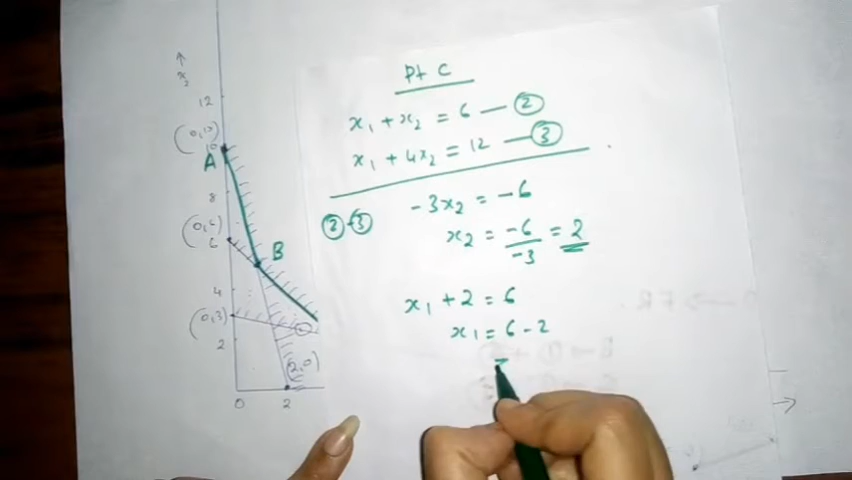 Pt C
x₁ + x₂ = 6 — ②
x₁ + 4x₂ = 12 — ③
② - ③ -3x₂ = -6
x₂ = -6/-3 = 2
x₁ + 2 = 6
x₁ = 6 - 2
=
↑
x₂
12
(0,10)
10
A
8
(0,6)
6
B
4
(0,3)
2
(2,0)
0 2